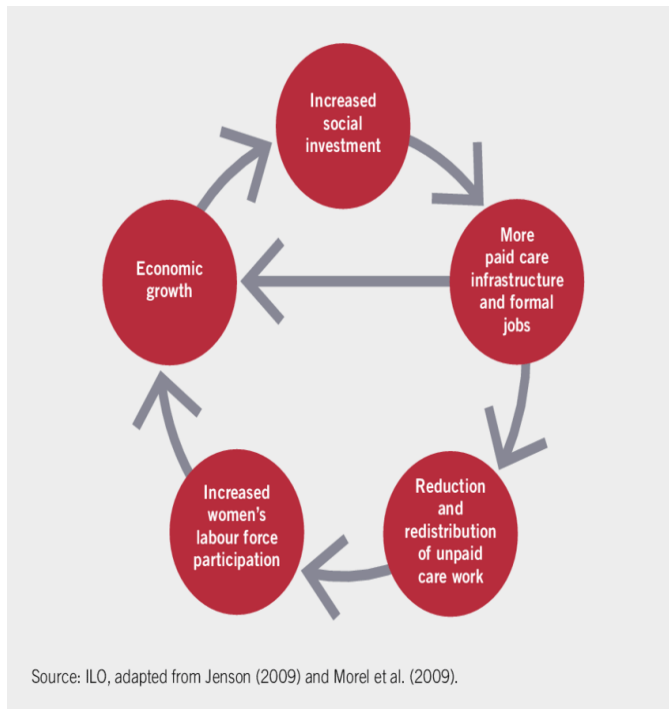 Increased
social
investment
More
paid care
infrastructure
and formal
jobs
Economic
growth
Reduction
and
redistribution
of unpaid
care work
Increased
women's
labour force
participation
Source: ILO, adapted from Jenson (2009) and Morel et al. (2009).